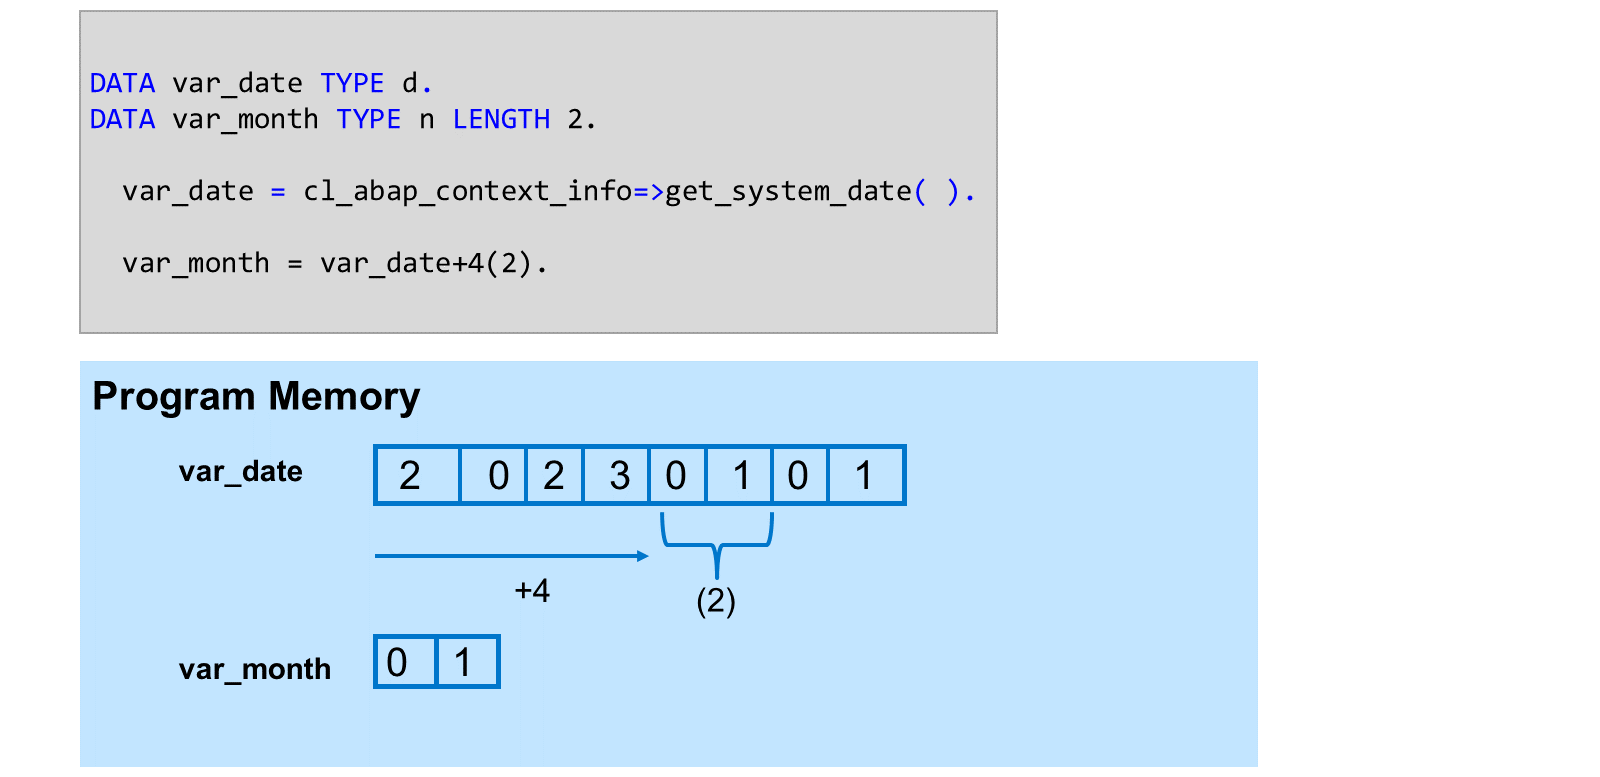 DATA var_date TYPE d.
DATA var_month TYPE n LENGTH 2.
var_date = cl_abap_context_info=>get_system_date( ).
var_month = var_date+4(2).
Program Memory
var_date 2 0 2 3 0 1 0 1
+4 (2)
var_month 0 1